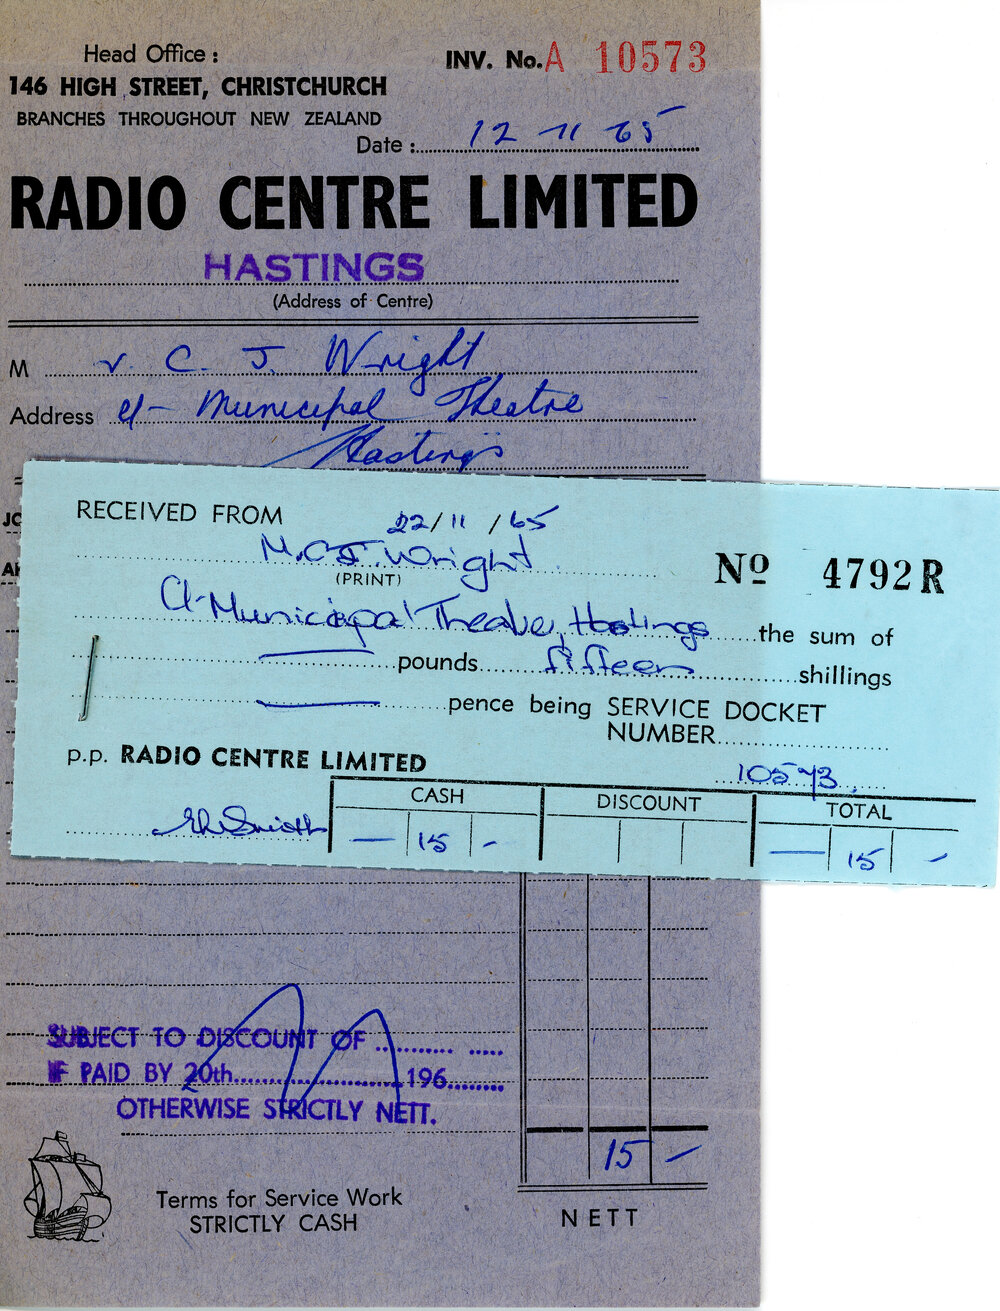 Head Office :
146 HIGH STREET, CHRISTCHURCH
BRANCHES THROUGHOUT NEW ZEALAND
INV. No. A 10573
Date : 12 - 11 65
RADIO CENTRE LIMITED
HASTINGS
(Address of Centre)
M r. C. J. Wright
Address c/- Municipal Theatre
Hastings
RECEIVED FROM 22/11/65
M. C J. Wright
(PRINT)
Nº 4792R
C/- Municipal Theatre, Hastings the sum of
— pounds fifteen shillings
— pence being SERVICE DOCKET
NUMBER
10573
p.p. RADIO CENTRE LIMITED
CASH DISCOUNT TOTAL
— 15 - — 15 -
SUBJECT TO DISCOUNT OF
IF PAID BY 20th 196
OTHERWISE STRICTLY NETT.
15 -
Terms for Service Work
STRICTLY CASH
NETT